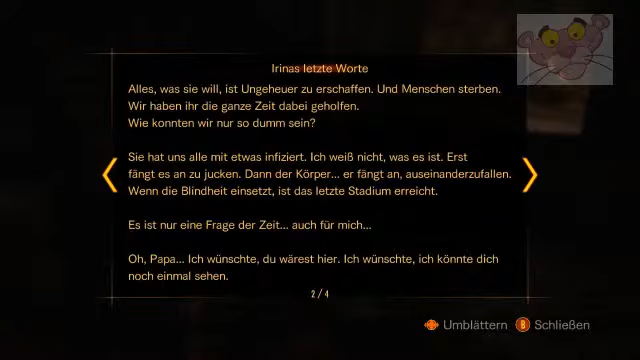 Irinas letzte Worte
Alles, was sie will, ist Ungeheuer zu erschaffen. Und Menschen sterben.
Wir haben ihr die ganze Zeit dabei geholfen.
Wie konnten wir nur so dumm sein?
Sie hat uns alle mit etwas infiziert. Ich weiß nicht, was es ist. Erst
fängt es an zu jucken. Dann der Körper... er fängt an, auseinanderzufallen.
Wenn die Blindheit einsetzt, ist das letzte Stadium erreicht.
Es ist nur eine Frage der Zeit... auch für mich...
Oh, Papa... Ich wünschte, du wärest hier. Ich wünschte, ich könnte dich
noch einmal sehen.
2/4
Umblättern B Schließen